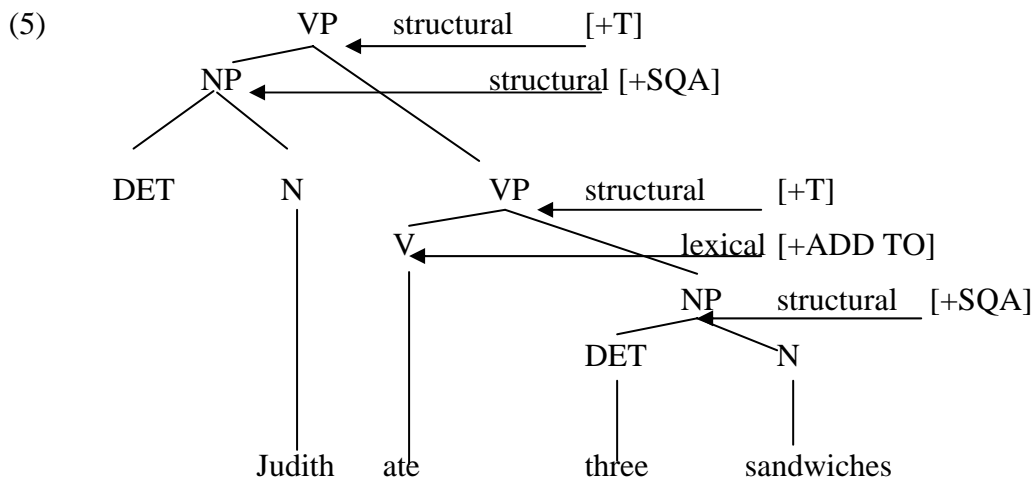 (5) VP structural [+T]
NP structural [+SQA]
DET N VP structural [+T]
V lexical [+ADD TO]
NP structural [+SQA]
DET N
Judith ate three sandwiches